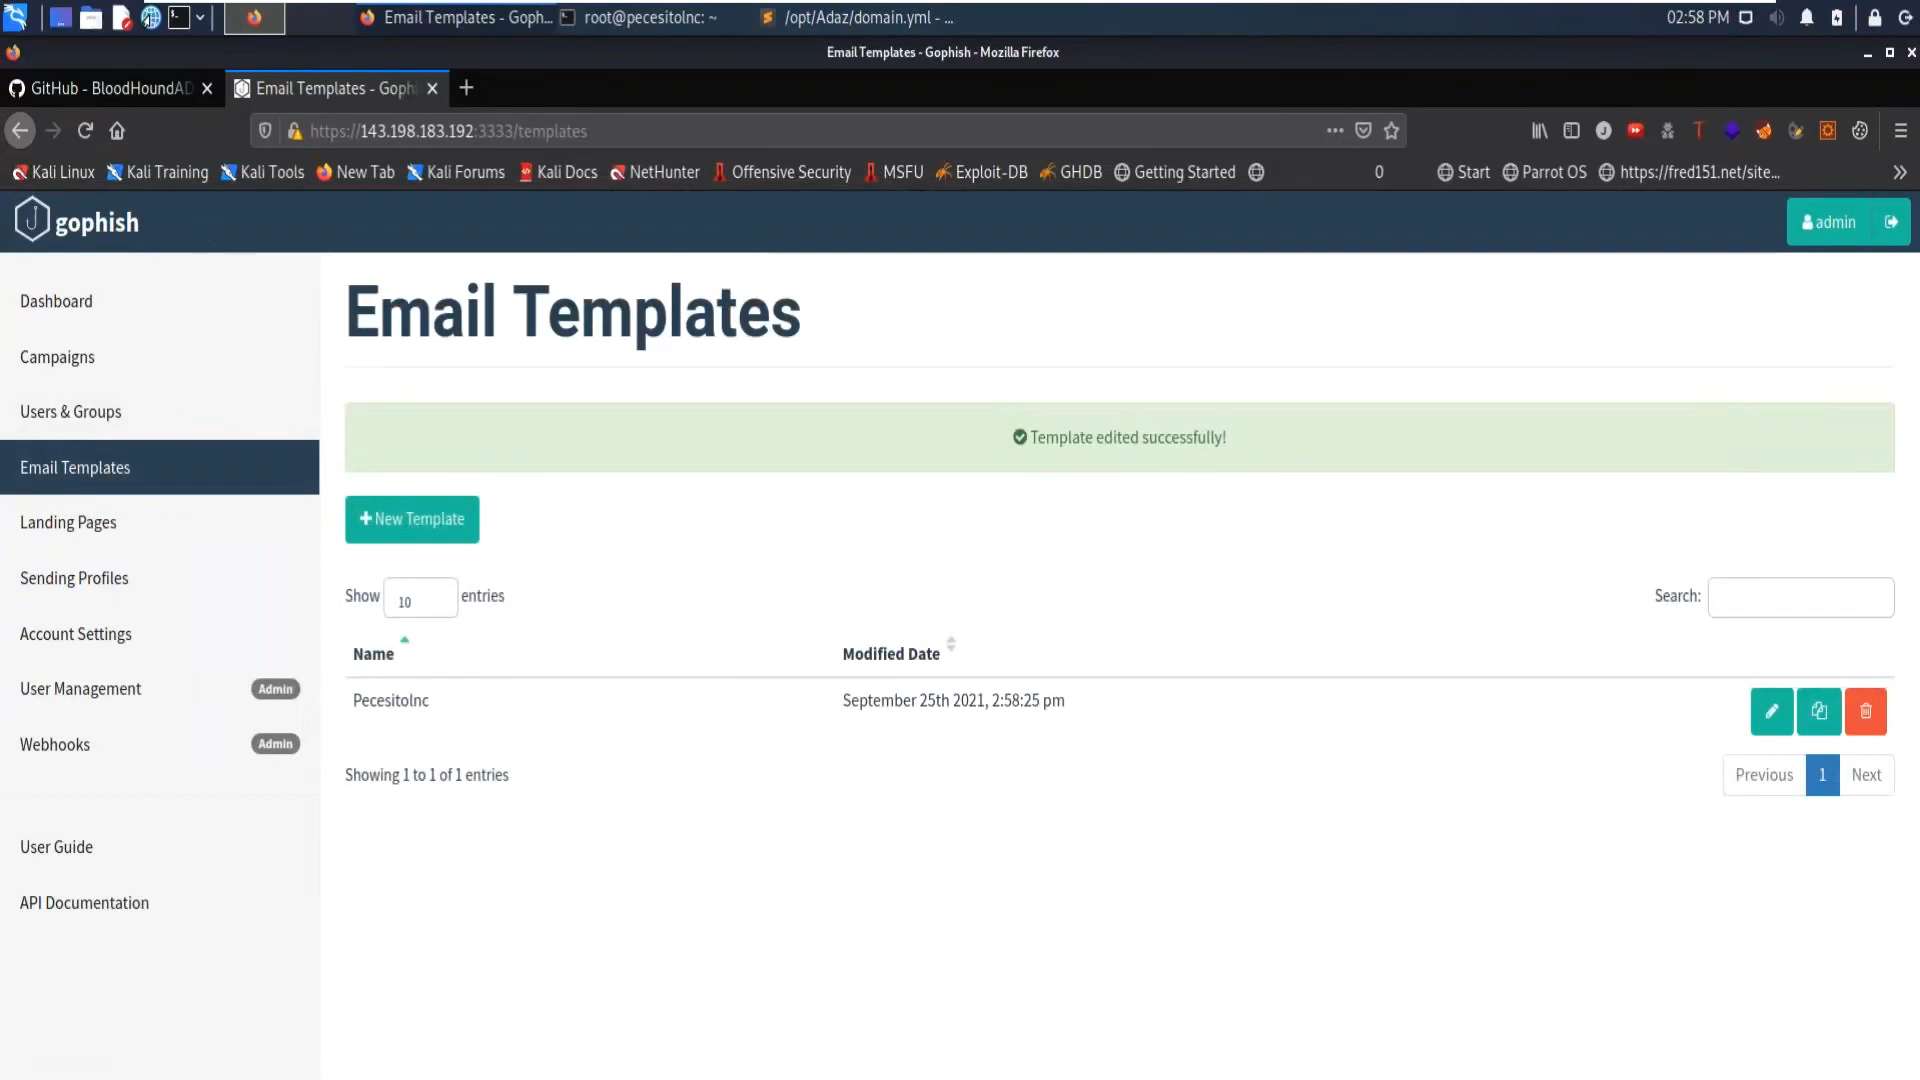 Email Templates - Goph... root@pecesitoInc: ~ /opt/Adaz/domain.yml - ... 02:58 PM
Email Templates - Gophish - Mozilla Firefox
GitHub - BloodHoundAD Email Templates - Goph
https://143.198.183.192:3333/templates
Kali Linux Kali Training Kali Tools New Tab Kali Forums Kali Docs NetHunter Offensive Security MSFU Exploit-DB GHDB Getting Started 0 Start Parrot OS https://fred151.net/site...
gophish admin
Dashboard
Campaigns
Users & Groups
Email Templates
Landing Pages
Sending Profiles
Account Settings
User Management Admin
Webhooks Admin
User Guide
API Documentation
Email Templates
Template edited successfully!
New Template
Show 10 entries Search:
Name Modified Date
PecesitoInc September 25th 2021, 2:58:25 pm
Showing 1 to 1 of 1 entries Previous 1 Next